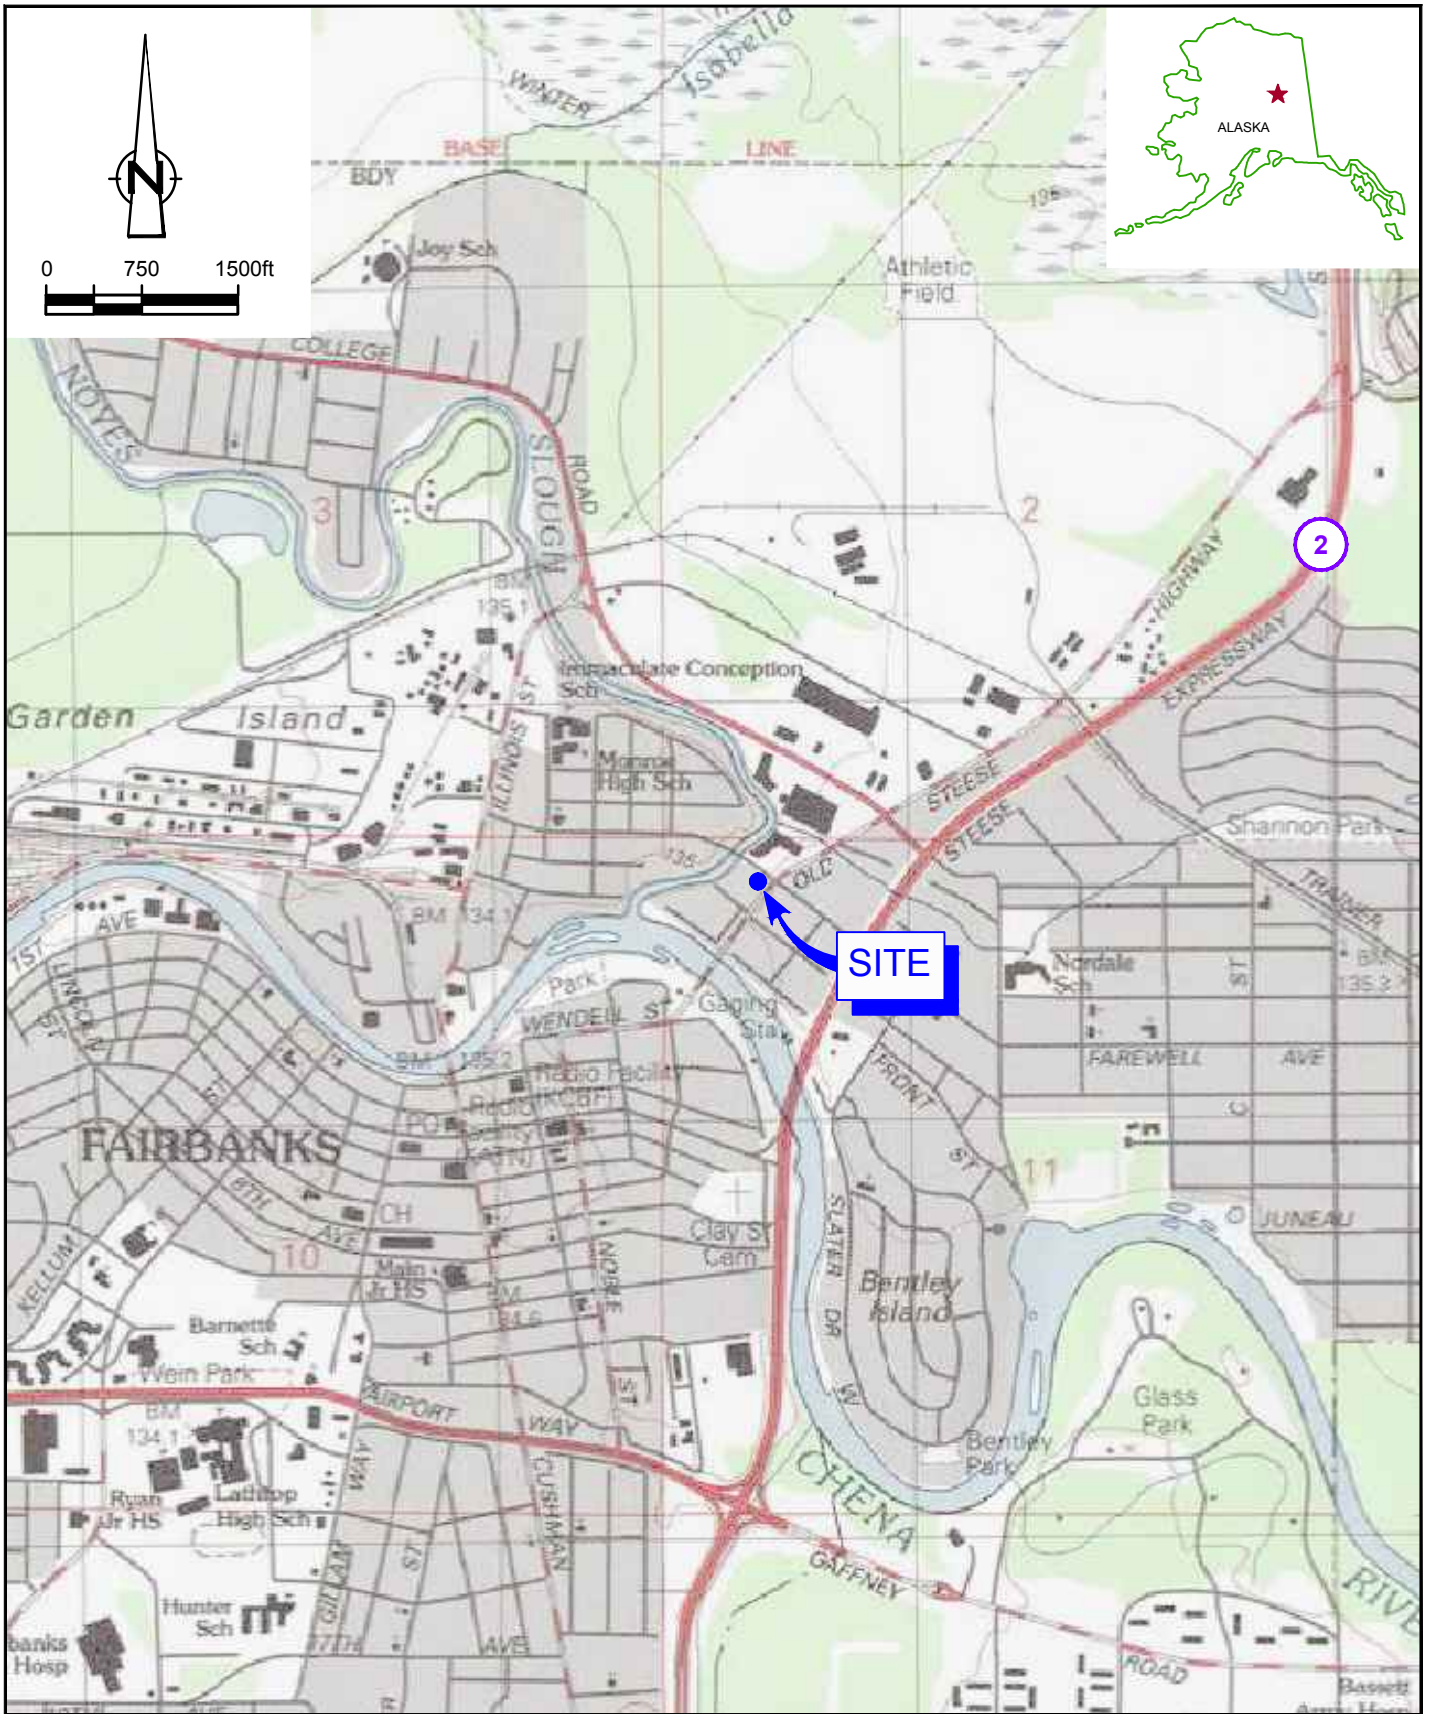 WINTER
Isabella
ALASKA
N
BASE LINE
BDY
0 750 1500ft
Joy Sch
195
Athletic
Field
COLLEGE
NOYES
SLOUGH
ROAD
3
2
2
BM
135.1
HIGHWAY
EXPRESSWAY
Immaculate Conception
Sch
ILLINOIS ST
Garden Island
Monroe
High Sch
STEESE
STEESE
OLD
Shannon Park
135
TRAINER
BM 134.1
1ST AVE
LINCOLN
ST
SITE
Nordale
Sch
ST
BM
135.3
Park
WENDELL ST
Gaging
Sta
BM 135.2
Radio Facility
(KCBF)
FRONT
ST
FAREWELL AVE
C
PO
Radio
FAIRBANKS
ST
8TH
AVE
CH
10
11
JUNEAU
Clay St
Cem
SLATER DR W
Bentley
Island
KELLUM
NOBLE
Main
Jr HS
BM
Barnette
Sch
Wein Park
AIRPORT WAY
Glass
Park
BM
134.1
Bentley
Park
Ryan
Jr HS
Lathrop
High Sch
WAY
CUSHMAN
CHENA
RIVE
GILLAM
ST
GAFFNEY
ROAD
Hunter
Sch
17TH AVE
banks
Hosp
Bassett
Army Hosp